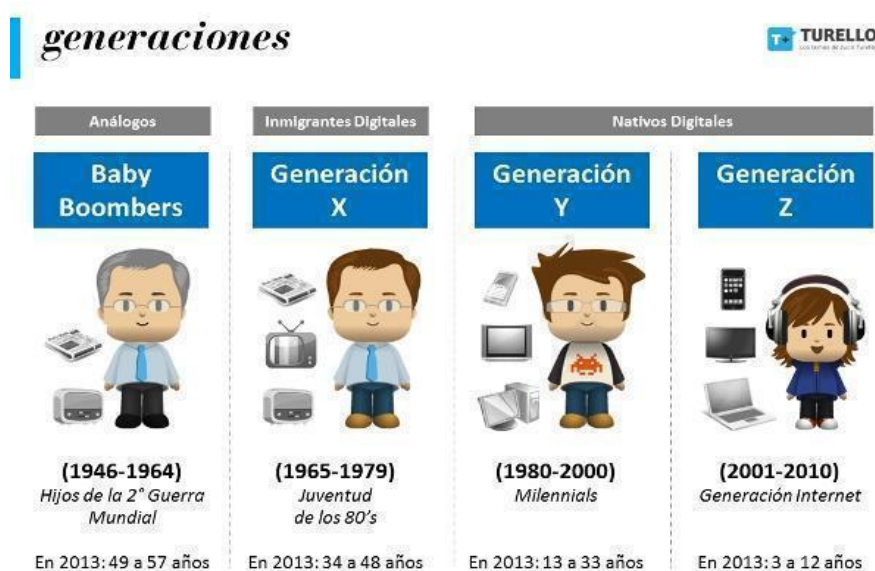 generaciones
TURELLO
Análogos
Inmigrantes Digitales
Nativos Digitales
Baby
Boombers
Generación
X
Generación
Y
Generación
Z
(1946-1964)
Hijos de la 2° Guerra
Mundial
En 2013: 49 a 57 años
(1965-1979)
Juventud
de los 80's
En 2013: 34 a 48 años
(1980-2000)
Milennials
En 2013: 13 a 33 años
(2001-2010)
Generación Internet
En 2013: 3 a 12 años